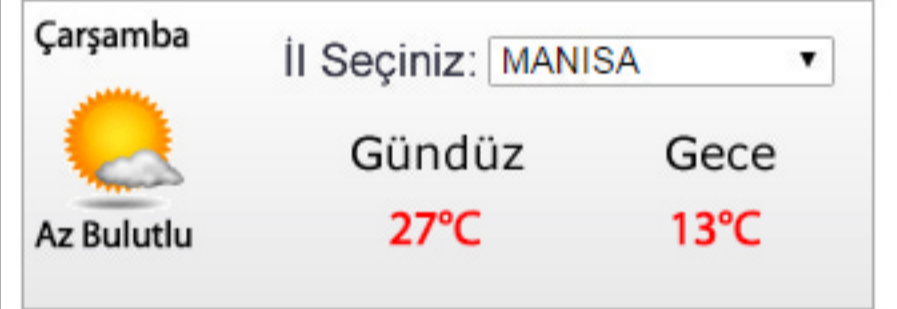 Çarşamba
İl Seçiniz: MANISA
Gündüz Gece
27°C 13°C
Az Bulutlu